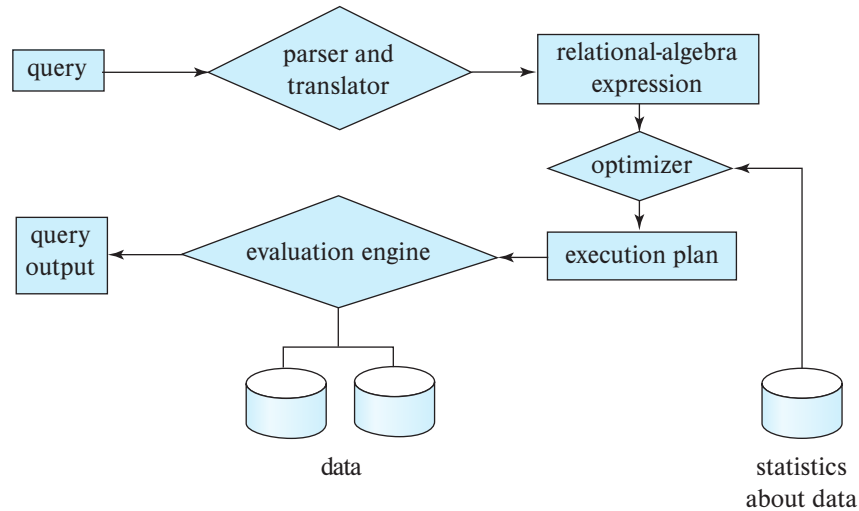 query
parser and
translator
relational-algebra
expression
optimizer
query
output
evaluation engine
execution plan
data
statistics
about data